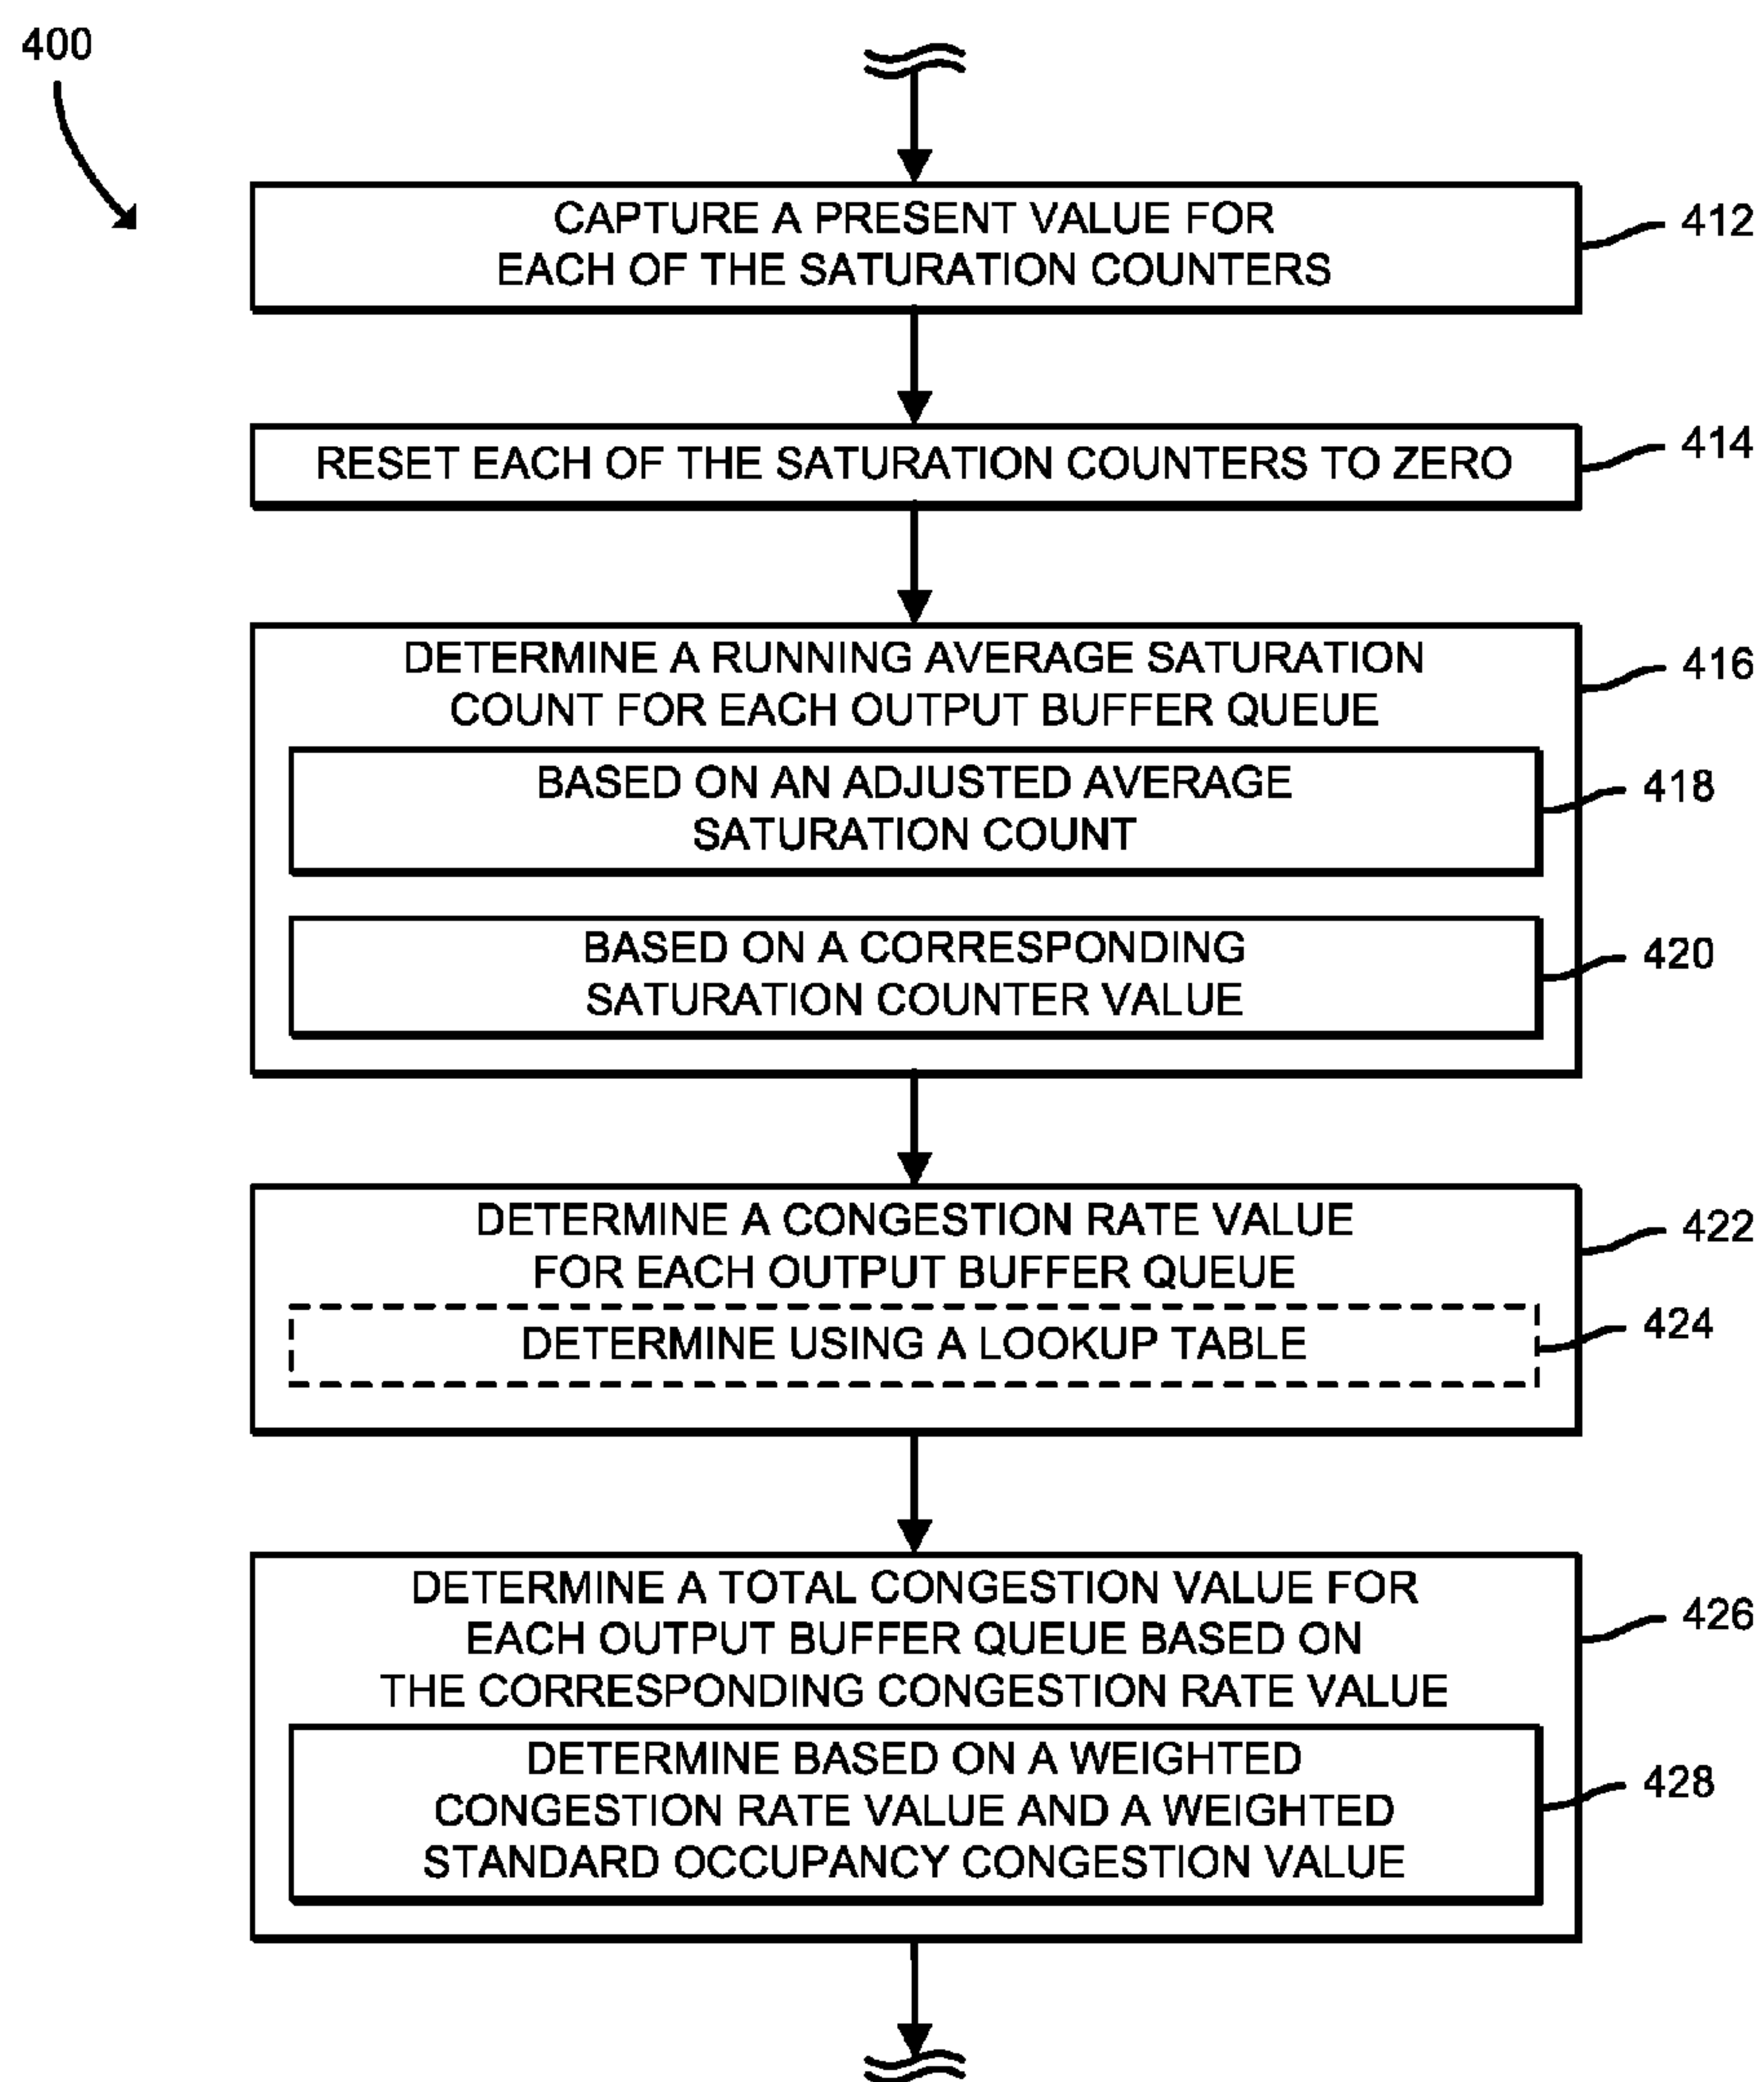 400
CAPTURE A PRESENT VALUE FOR
EACH OF THE SATURATION COUNTERS
412
RESET EACH OF THE SATURATION COUNTERS TO ZERO
414
DETERMINE A RUNNING AVERAGE SATURATION
COUNT FOR EACH OUTPUT BUFFER QUEUE
416
BASED ON AN ADJUSTED AVERAGE
SATURATION COUNT
418
BASED ON A CORRESPONDING
SATURATION COUNTER VALUE
420
DETERMINE A CONGESTION RATE VALUE
FOR EACH OUTPUT BUFFER QUEUE
422
DETERMINE USING A LOOKUP TABLE
424
DETERMINE A TOTAL CONGESTION VALUE FOR
EACH OUTPUT BUFFER QUEUE BASED ON
THE CORRESPONDING CONGESTION RATE VALUE
426
DETERMINE BASED ON A WEIGHTED
CONGESTION RATE VALUE AND A WEIGHTED
STANDARD OCCUPANCY CONGESTION VALUE
428